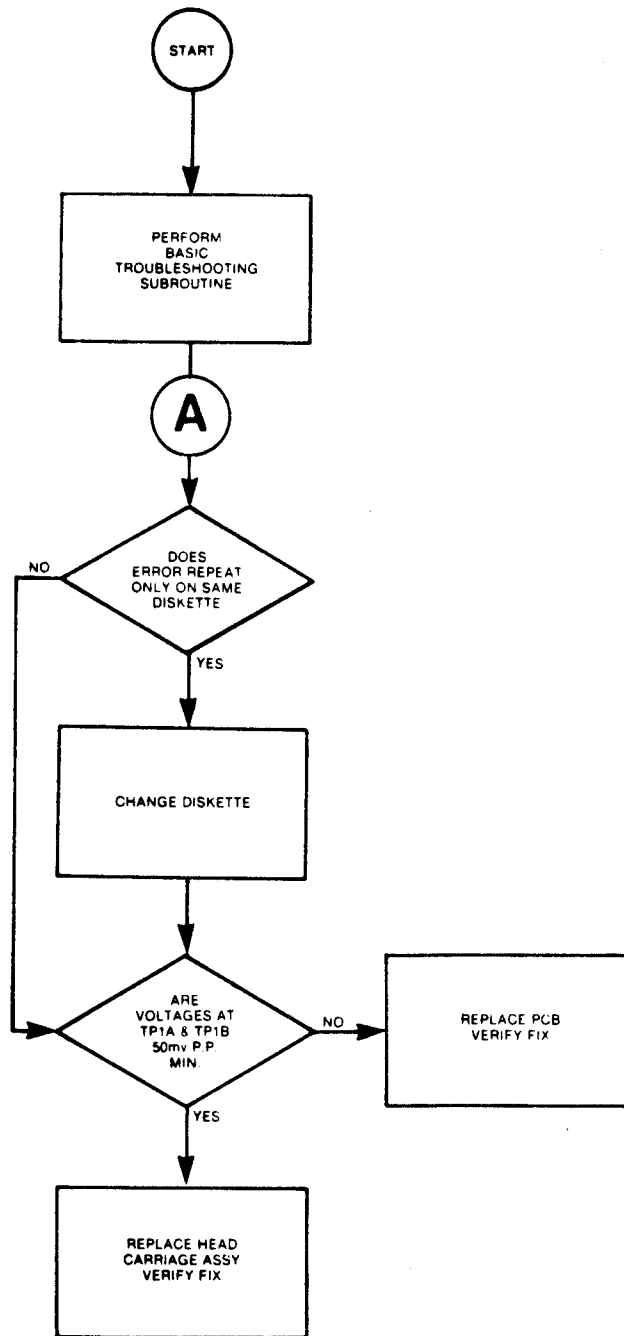 START
PERFORM
BASIC
TROUBLESHOOTING
SUBROUTINE
A
DOES
ERROR REPEAT
ONLY ON SAME
DISKETTE
NO
YES
CHANGE DISKETTE
ARE
VOLTAGES AT
TP1A & TP1B
50mv P.P.
MIN.
NO
REPLACE PCB
VERIFY FIX
YES
REPLACE HEAD
CARRIAGE ASSY
VERIFY FIX